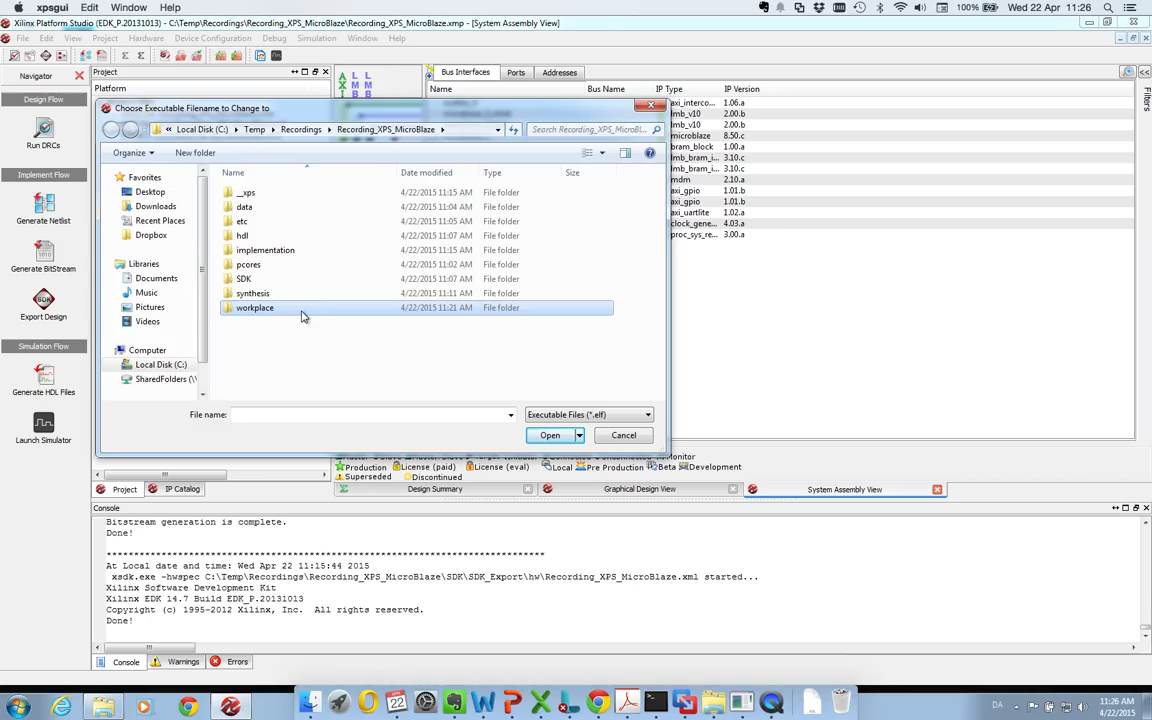 xpsgui Edit Window Help
100% Wed 22 Apr 11:26
Xilinx Platform Studio (EDK_P.20131013) - C:\Temp\Recordings\Recording_XPS_MicroBlaze\Recording_XPS_MicroBlaze.xmp - [System Assembly View]
File Edit View Project Hardware Device Configuration Debug Simulation Window Help
Navigator
Project
Bus Interfaces Ports Addresses
Platform
Name Bus Name IP Type IP Version
Design Flow
Run DRCs
Implement Flow
Generate Netlist
Generate BitStream
Export Design
Simulation Flow
Generate HDL Files
Launch Simulator
Filters
Choose Executable Filename to Change to
« Local Disk (C:) Temp Recordings Recording_XPS_MicroBlaze
Search Recording_XPS_MicroBl...
Organize New folder
Name Date modified Type Size
Favorites
Desktop
Downloads
Recent Places
Dropbox
Libraries
Documents
Music
Pictures
Videos
Computer
Local Disk (C:)
SharedFolders (\\
__xps 4/22/2015 11:15 AM File folder
data 4/22/2015 11:04 AM File folder
etc 4/22/2015 11:05 AM File folder
hdl 4/22/2015 11:07 AM File folder
implementation 4/22/2015 11:15 AM File folder
pcores 4/22/2015 11:02 AM File folder
SDK 4/22/2015 11:07 AM File folder
synthesis 4/22/2015 11:11 AM File folder
workplace 4/22/2015 11:21 AM File folder
File name: Executable Files (*.elf)
Open Cancel
axi_interco... 1.06.a
lmb_v10 2.00.b
lmb_v10 2.00.b
microblaze 8.50.c
bram_block 1.00.a
lmb_bram_i... 3.10.c
lmb_bram_i... 3.10.c
mdm 2.10.a
axi_gpio 1.01.b
axi_gpio 1.01.b
axi_uartlite 1.02.a
clock_gene... 4.03.a
proc_sys_re... 3.00.a
Production License (paid) License (eval) Local Pre Production Beta Development
Superseded Discontinued
Project IP Catalog
Design Summary Graphical Design View System Assembly View
Console
Bitstream generation is complete.
Done!
At Local date and time: Wed Apr 22 11:15:44 2015
xsdk.exe -hwspec C:\Temp\Recordings\Recording_XPS_MicroBlaze\SDK\SDK_Export\hw\Recording_XPS_MicroBlaze.xml started...
Xilinx Software Development Kit
Xilinx EDK 14.7 Build EDK_P.20131013
Copyright (c) 1995-2012 Xilinx, Inc. All rights reserved.
Done!
Console Warnings Errors
DA
11:26 AM
4/22/2015